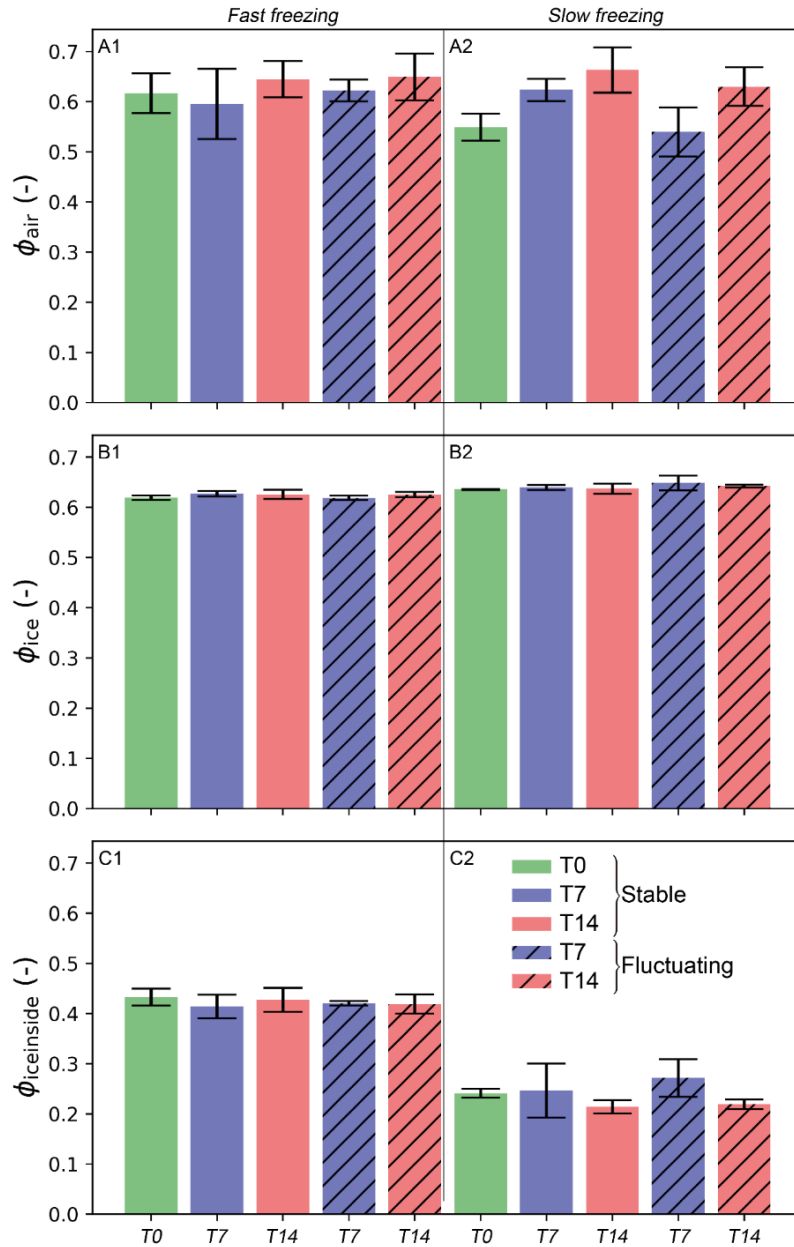 Fast freezing
Slow freezing
A1
A2
0.7
0.6
0.5
0.4
0.3
0.2
0.1
0.0
ϕair (-)
B1
B2
0.7
0.6
0.5
0.4
0.3
0.2
0.1
0.0
ϕice (-)
C1
C2
0.7
0.6
0.5
0.4
0.3
0.2
0.1
0.0
ϕiceinside (-)
T0
T7
Stable
T14
T7
Fluctuating
T14
T0 T7 T14 T7 T14 T0 T7 T14 T7 T14